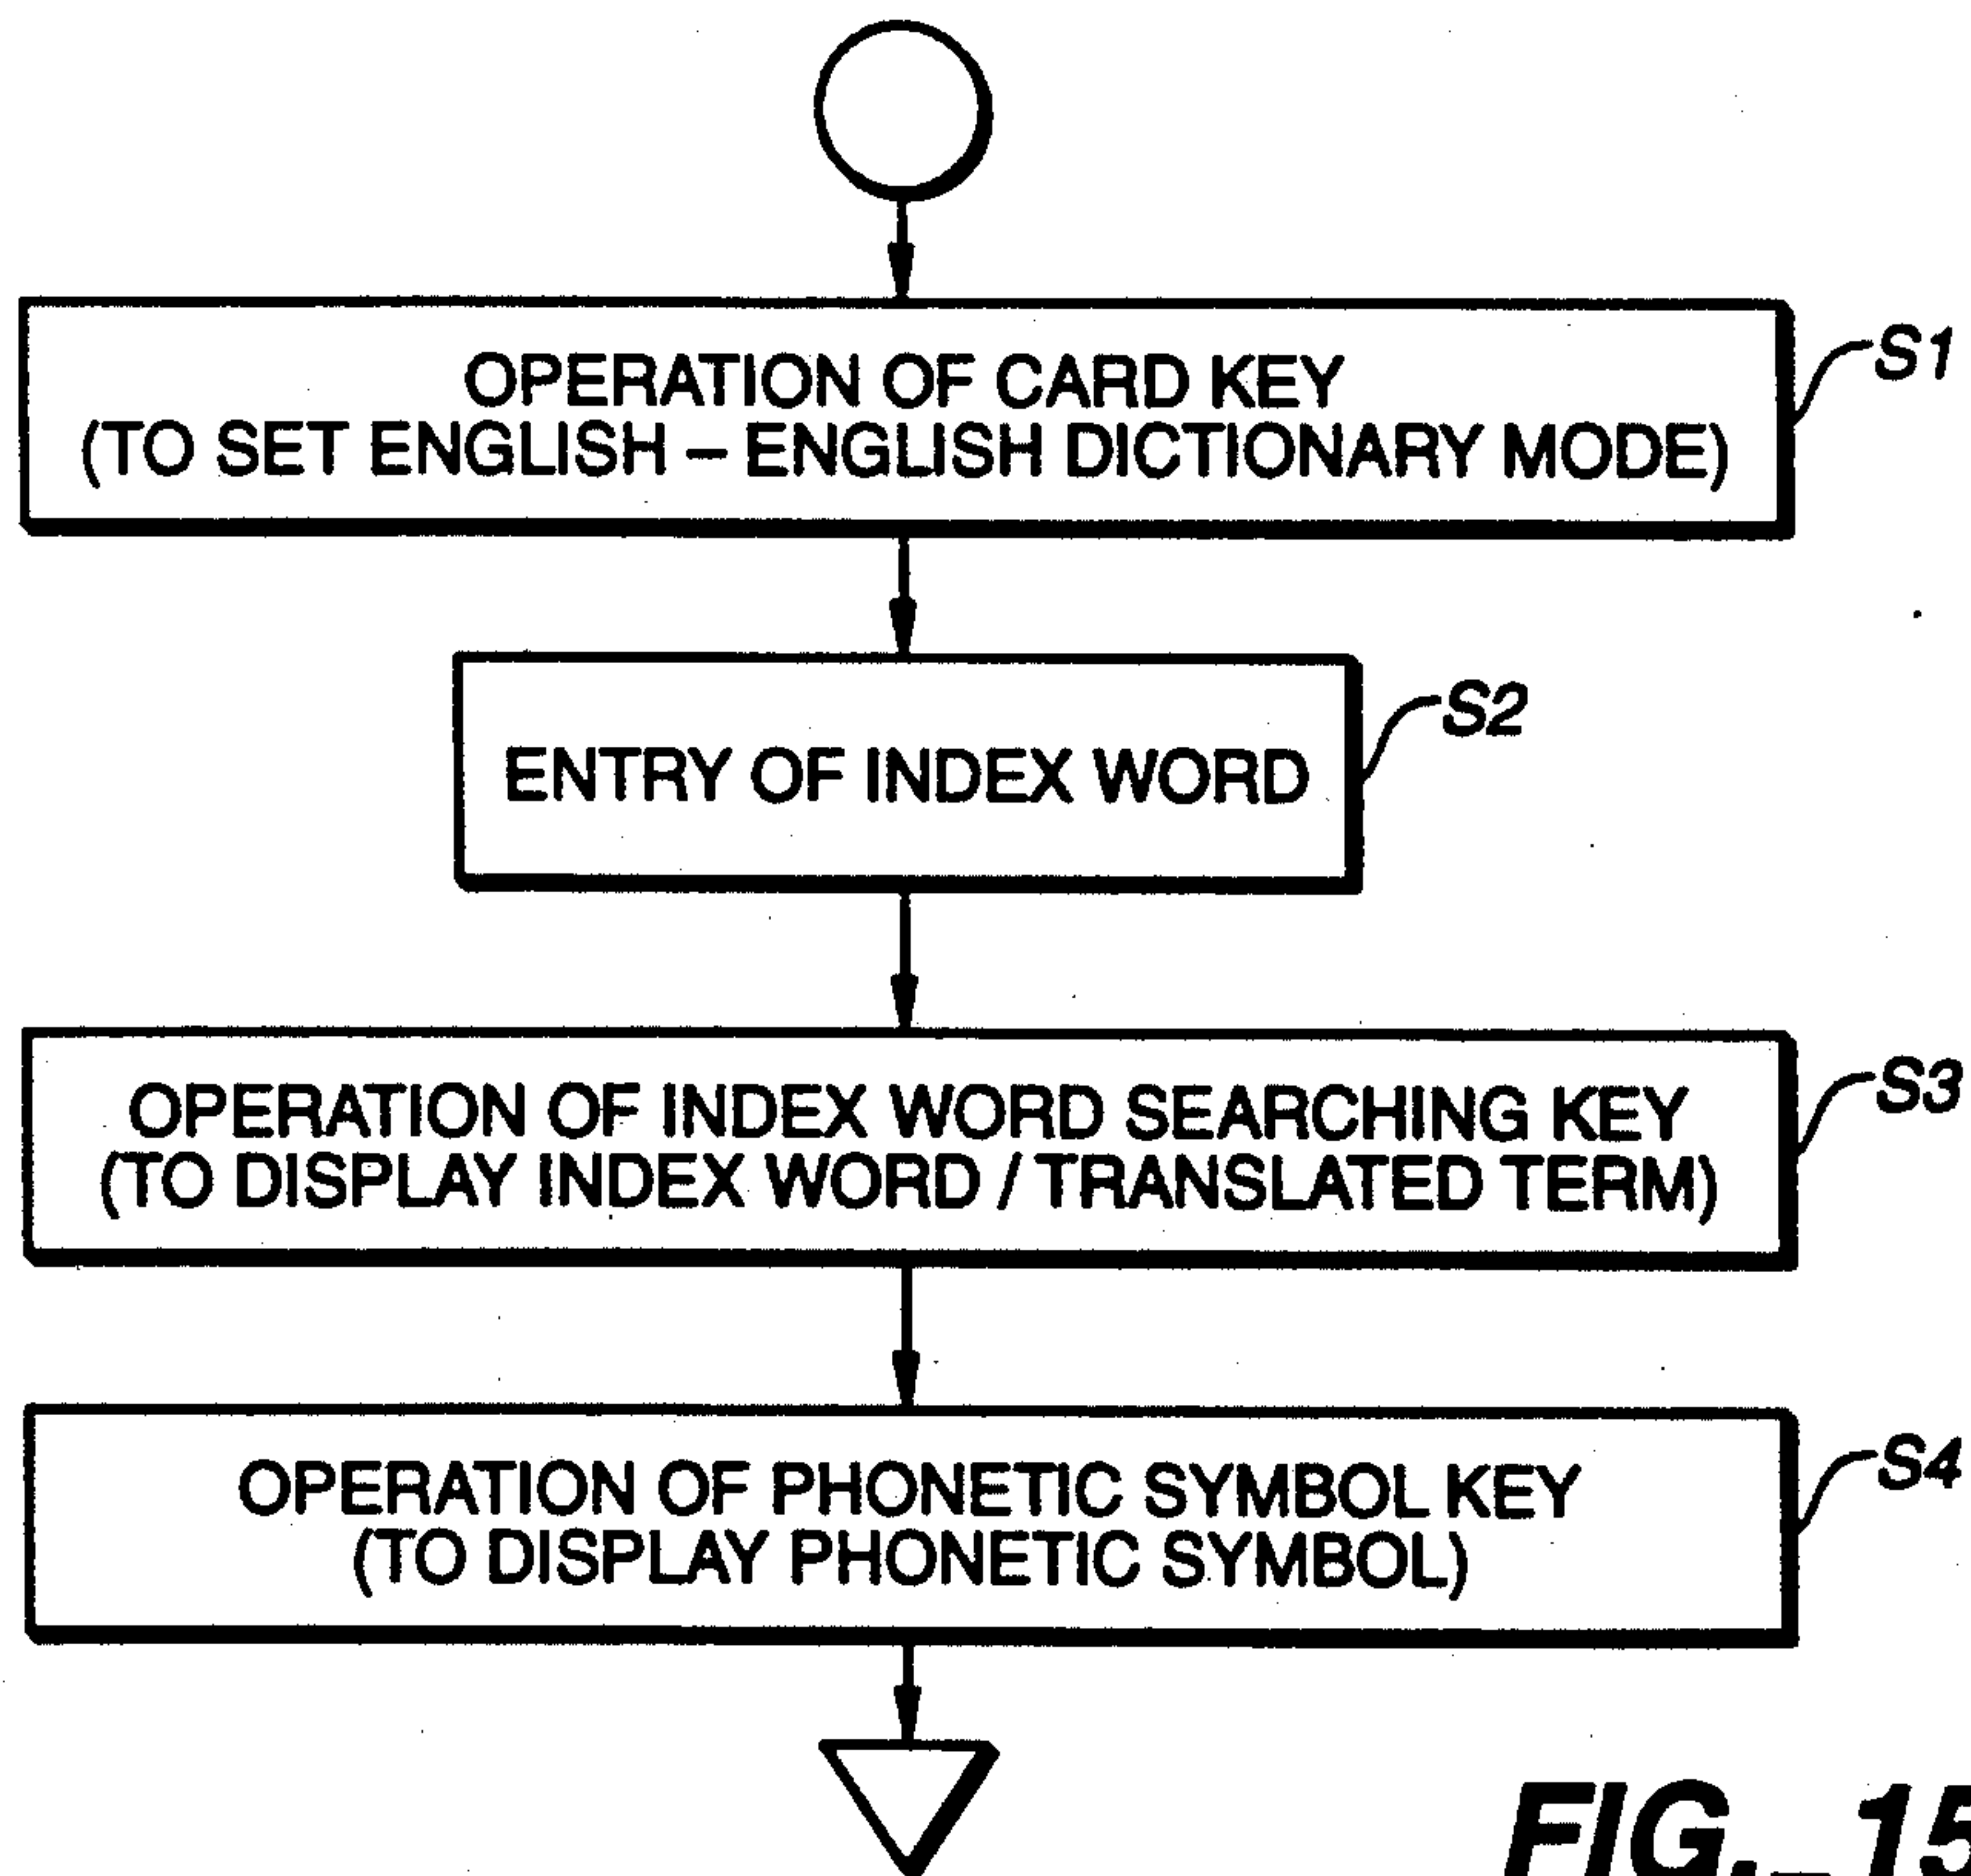 OPERATION OF CARD KEY
(TO SET ENGLISH – ENGLISH DICTIONARY MODE)
S1
ENTRY OF INDEX WORD
S2
OPERATION OF INDEX WORD SEARCHING KEY
(TO DISPLAY INDEX WORD / TRANSLATED TERM)
S3
OPERATION OF PHONETIC SYMBOL KEY
(TO DISPLAY PHONETIC SYMBOL)
S4
FIG._15